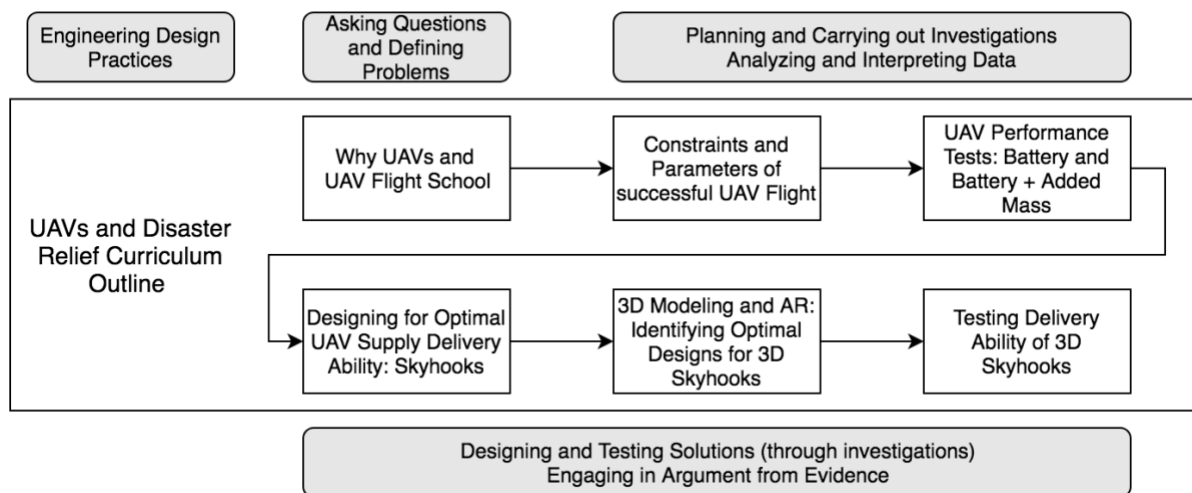 Engineering Design
Practices
Asking Questions
and Defining
Problems
Planning and Carrying out Investigations
Analyzing and Interpreting Data
UAVs and Disaster
Relief Curriculum
Outline
Why UAVs and
UAV Flight School
Constraints and
Parameters of
successful UAV Flight
UAV Performance
Tests: Battery and
Battery + Added
Mass
Designing for Optimal
UAV Supply Delivery
Ability: Skyhooks
3D Modeling and AR:
Identifying Optimal
Designs for 3D
Skyhooks
Testing Delivery
Ability of 3D
Skyhooks
Designing and Testing Solutions (through investigations)
Engaging in Argument from Evidence